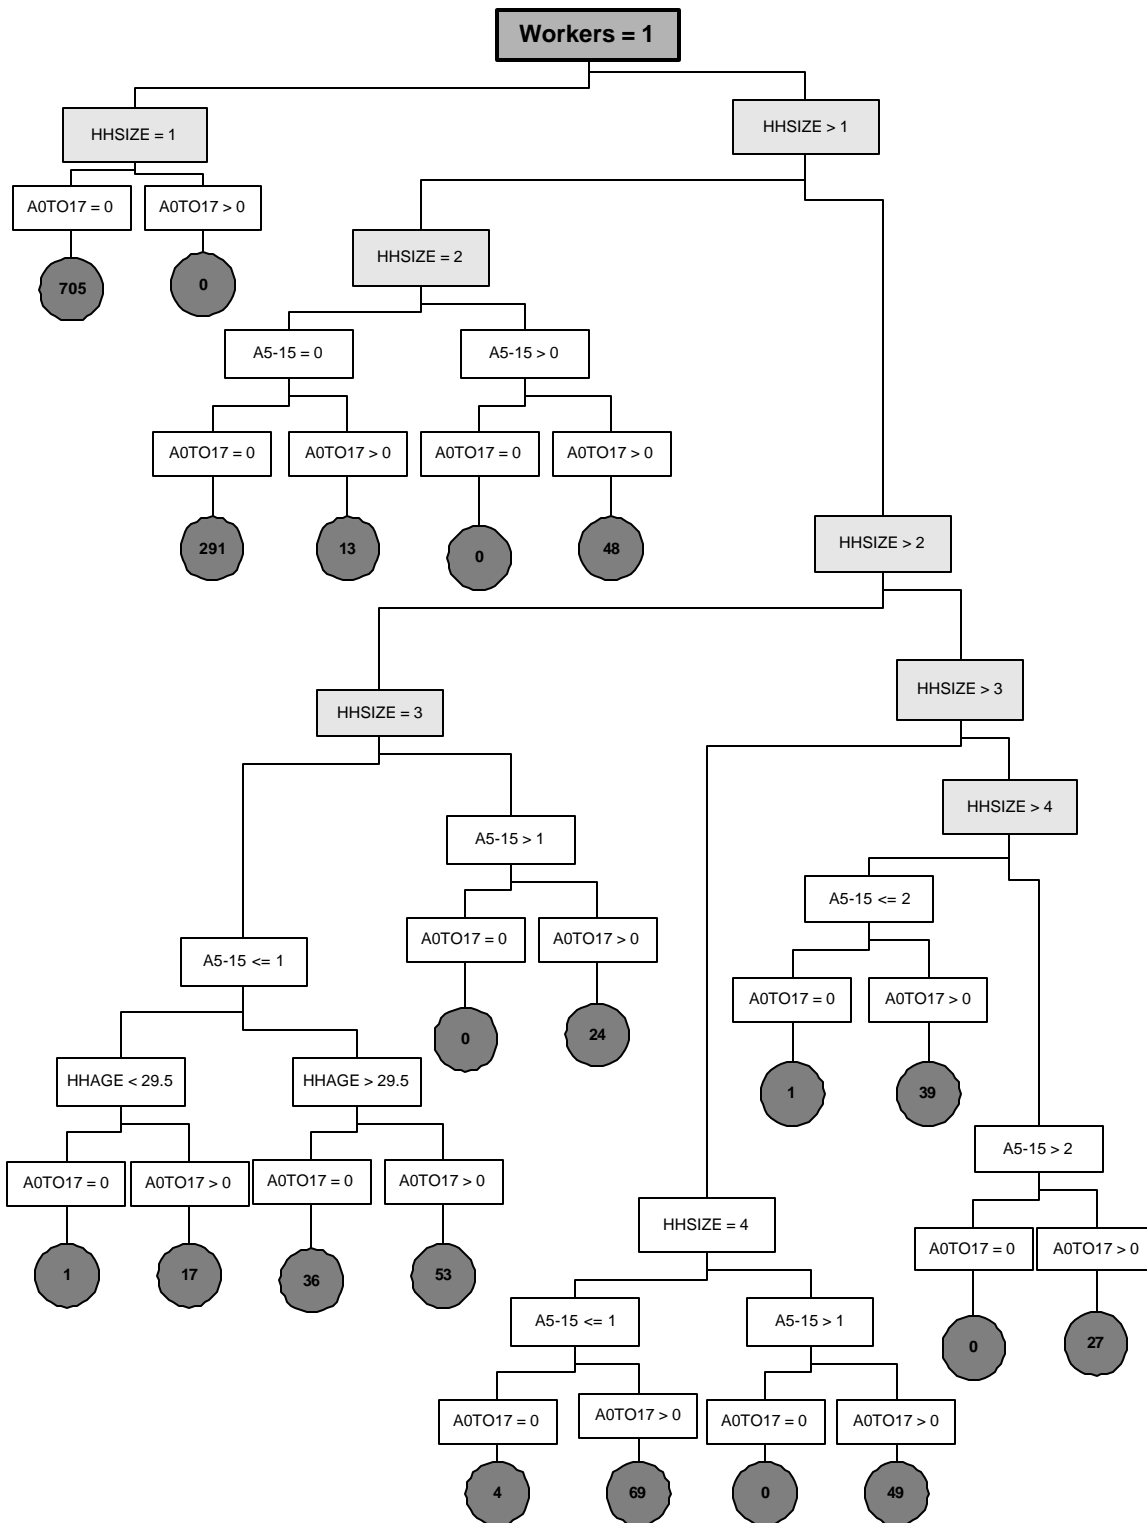 Workers = 1
HHSIZE = 1
HHSIZE > 1
A0TO17 = 0
A0TO17 > 0
705
0
HHSIZE = 2
A5-15 = 0
A5-15 > 0
A0TO17 = 0
A0TO17 > 0
A0TO17 = 0
A0TO17 > 0
291
13
0
48
HHSIZE > 2
HHSIZE = 3
HHSIZE > 3
HHSIZE > 4
A5-15 > 1
A5-15 <= 2
A0TO17 = 0
A0TO17 > 0
A5-15 <= 1
A0TO17 = 0
A0TO17 > 0
0
24
HHAGE < 29.5
HHAGE > 29.5
1
39
A5-15 > 2
A0TO17 = 0
A0TO17 > 0
A0TO17 = 0
A0TO17 > 0
HHSIZE = 4
A0TO17 = 0
A0TO17 > 0
1
17
36
53
A5-15 <= 1
A5-15 > 1
0
27
A0TO17 = 0
A0TO17 > 0
A0TO17 = 0
A0TO17 > 0
4
69
0
49